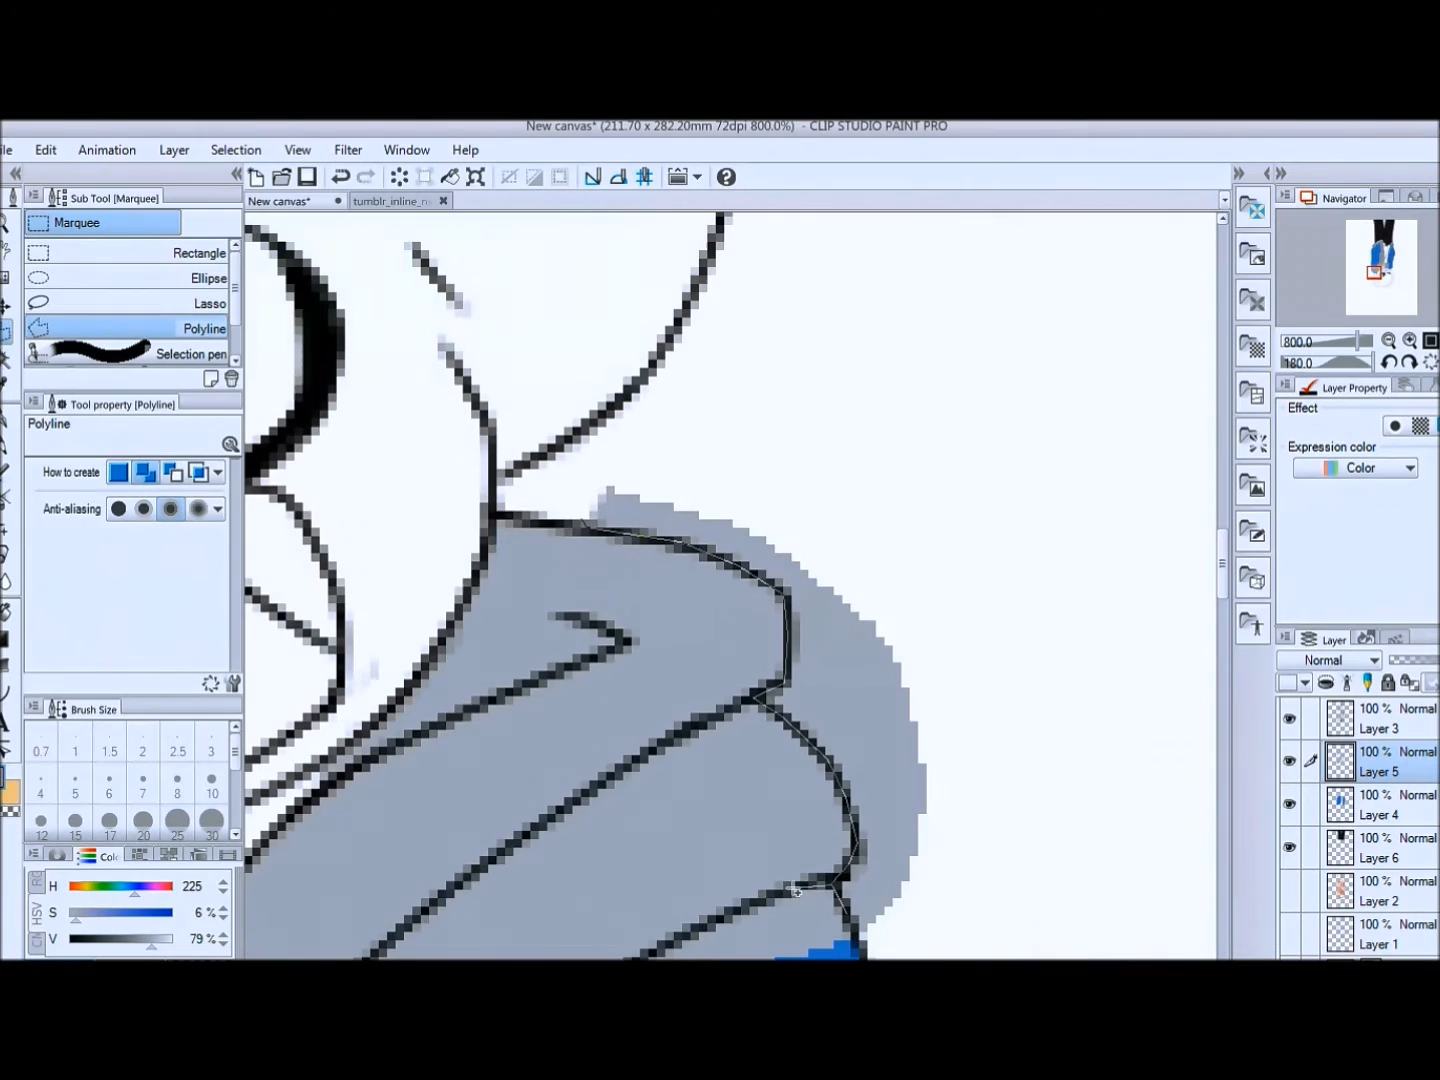 New canvas* (211.70 x 282.20mm 72dpi 800.0%) - CLIP STUDIO PAINT PRO
ile Edit Animation Layer Selection View Filter Window Help
Sub Tool [Marquee]
New canvas*
tumblr_inline_n
Navigator
Marquee
Rectangle
Ellipse
Lasso
Polyline
Selection pen
800.0
180.0
Tool property [Polyline]
Layer Property
Polyline
Effect
Expression color
Color
How to create
Anti-aliasing
Layer
Normal
Brush Size
0.7 1 1.5 2 2.5 3
4 5 6 7 8 10
12 15 17 20 25 30
100 % Normal
Layer 3
100 % Normal
Layer 5
100 % Normal
Layer 4
100 % Normal
Layer 6
100 % Normal
Layer 2
100 % Normal
Layer 1
Colo
HSV
H 225
S 6 %
V 79 %